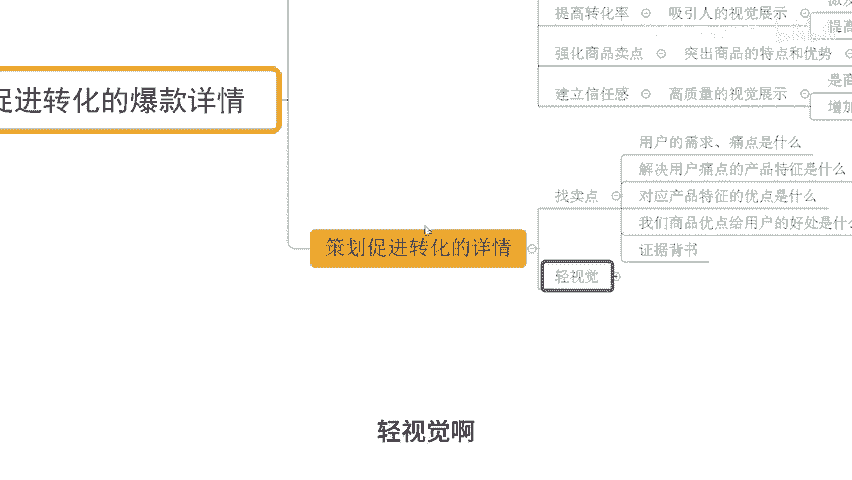 提高转化率 吸引人的视觉展示
提高
强化商品卖点 突出商品的特点和优势
促进转化的爆款详情
建立信任感 高质量的视觉展示
是商
增加
用户的需求、痛点是什么
解决用户痛点的产品特征是什么
找卖点
对应产品特征的优点是什么
我们商品优点给用户的好处是什么
策划促进转化的详情
证据背书
轻视觉
轻视觉啊